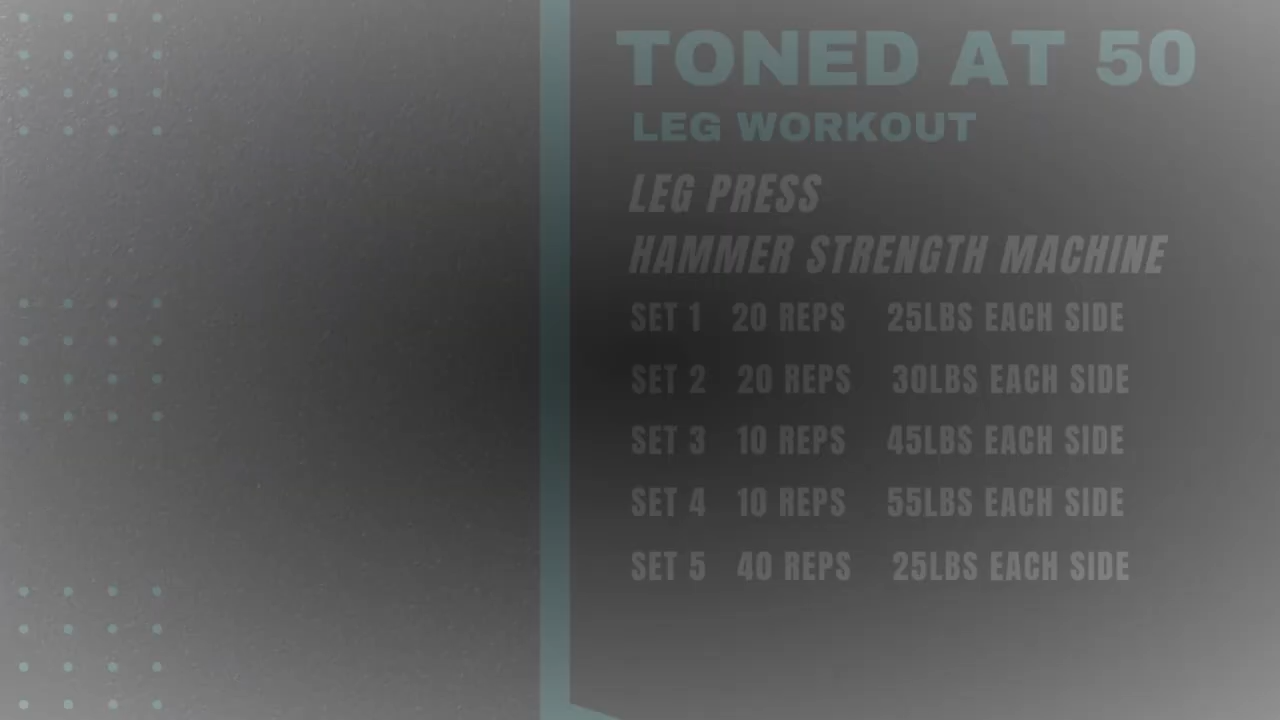 TONED AT 50
LEG WORKOUT
LEG PRESS
HAMMER STRENGTH MACHINE
SET 1 20 REPS 25LBS EACH SIDE
SET 2 20 REPS 30LBS EACH SIDE
SET 3 10 REPS 45LBS EACH SIDE
SET 4 10 REPS 55LBS EACH SIDE
SET 5 40 REPS 25LBS EACH SIDE